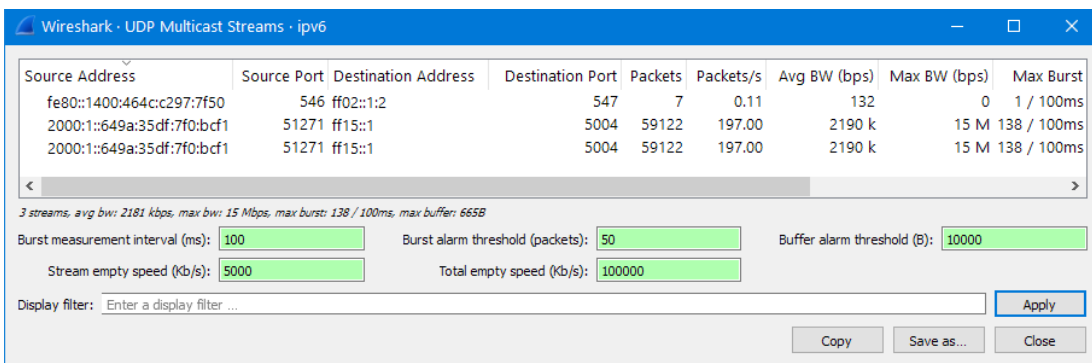 Wireshark · UDP Multicast Streams · ipv6
Source Address Source Port Destination Address Destination Port Packets Packets/s Avg BW (bps) Max BW (bps) Max Burst
fe80::1400:464c:c297:7f50 546 ff02::1:2 547 7 0.11 132 0 1 / 100ms
2000:1::649a:35df:7f0:bcf1 51271 ff15::1 5004 59122 197.00 2190 k 15 M 138 / 100ms
2000:1::649a:35df:7f0:bcf1 51271 ff15::1 5004 59122 197.00 2190 k 15 M 138 / 100ms
3 streams, avg bw: 2181 kbps, max bw: 15 Mbps, max burst: 138 / 100ms, max buffer: 665B
Burst measurement interval (ms): 100 Burst alarm threshold (packets): 50 Buffer alarm threshold (B): 10000
Stream empty speed (Kb/s): 5000 Total empty speed (Kb/s): 100000
Display filter: Enter a display filter ... Apply
Copy Save as... Close